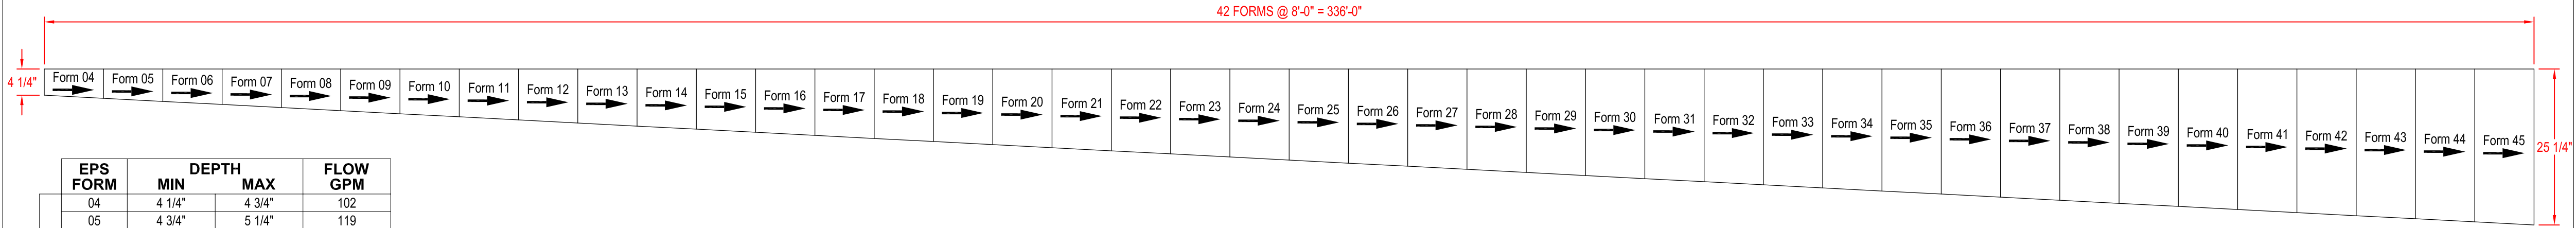 42 FORMS @ 8'-0" = 336'-0"
4 1/4"
Form 04 Form 05 Form 06 Form 07 Form 08 Form 09 Form 10 Form 11 Form 12 Form 13 Form 14 Form 15 Form 16 Form 17 Form 18 Form 19 Form 20 Form 21 Form 22 Form 23 Form 24 Form 25 Form 26 Form 27 Form 28 Form 29 Form 30 Form 31 Form 32 Form 33 Form 34 Form 35 Form 36 Form 37 Form 38 Form 39 Form 40 Form 41 Form 42 Form 43 Form 44 Form 45
25 1/4"
EPS DEPTH FLOW
FORM MIN MAX GPM
04 4 1/4" 4 3/4" 102
05 4 3/4" 5 1/4" 119